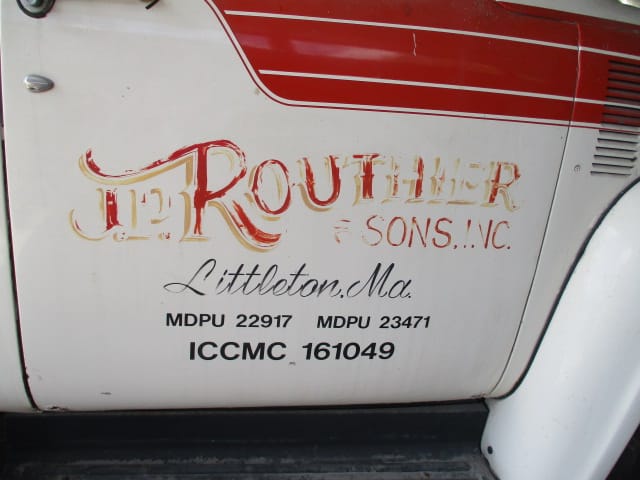 J.P. ROUTHIER
& SONS, INC.
Littleton, Ma.
MDPU 22917 MDPU 23471
ICCMC 161049